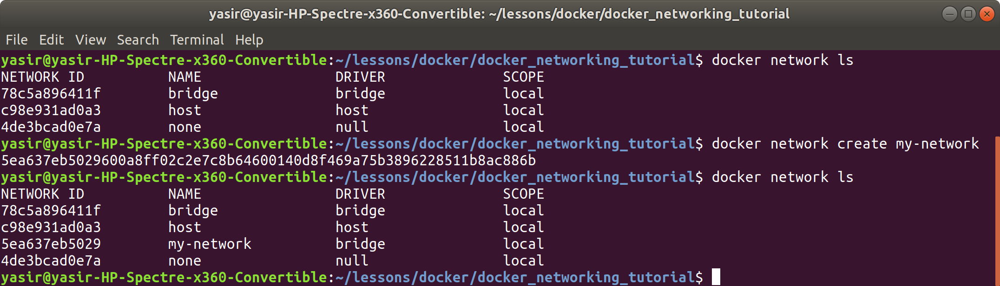 yasir@yasir-HP-Spectre-x360-Convertible: ~/lessons/docker/docker_networking_tutorial
File Edit View Search Terminal Help
yasir@yasir-HP-Spectre-x360-Convertible:~/lessons/docker/docker_networking_tutorial$ docker network ls
NETWORK ID          NAME                DRIVER              SCOPE
78c5a896411f        bridge              bridge              local
c98e931ad0a3        host                host                local
4de3bcad0e7a        none                null                local
yasir@yasir-HP-Spectre-x360-Convertible:~/lessons/docker/docker_networking_tutorial$ docker network create my-network
5ea637eb5029600a8ff02c2e7c8b64600140d8f469a75b3896228511b8ac886b
yasir@yasir-HP-Spectre-x360-Convertible:~/lessons/docker/docker_networking_tutorial$ docker network ls
NETWORK ID          NAME                DRIVER              SCOPE
78c5a896411f        bridge              bridge              local
c98e931ad0a3        host                host                local
5ea637eb5029        my-network          bridge              local
4de3bcad0e7a        none                null                local
yasir@yasir-HP-Spectre-x360-Convertible:~/lessons/docker/docker_networking_tutorial$